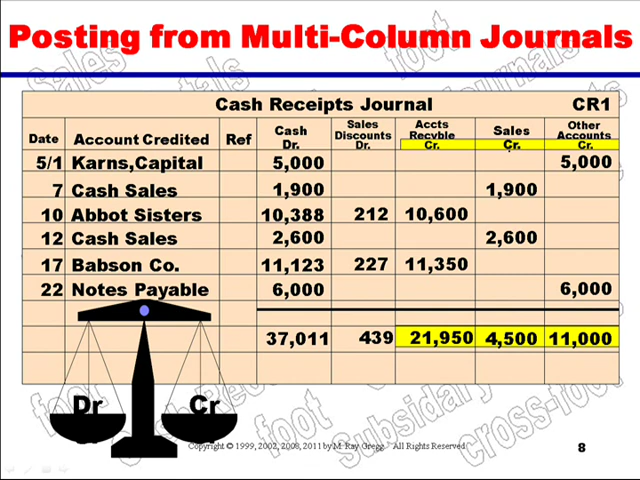 Posting from Multi-Column Journals
Cash Receipts Journal CR1
Date Account Credited Ref Cash Dr. Sales Discounts Dr. Accts Recvble Cr. Sales Cr. Other Accounts Cr.
5/1 Karns,Capital 5,000 5,000
7 Cash Sales 1,900 1,900
10 Abbot Sisters 10,388 212 10,600
12 Cash Sales 2,600 2,600
17 Babson Co. 11,123 227 11,350
22 Notes Payable 6,000 6,000
37,011 439 21,950 4,500 11,000
Dr Cr
foot
Subsidary
cross-foot
Copyright © 1999, 2002, 2008, 2011 by M. Ray Gregg. All Rights Reserved
8